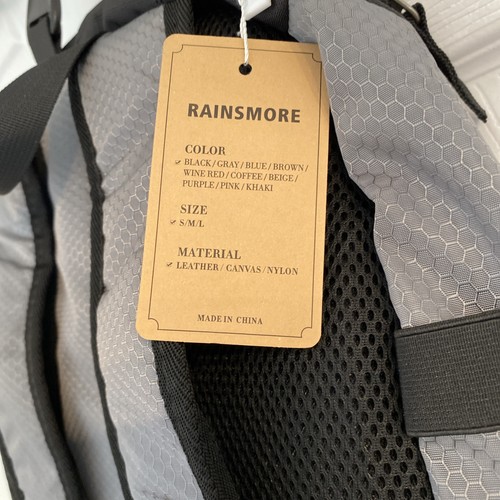 RAINSMORE
COLOR
BLACK/GRAY/BLUE/BROWN/
WINE RED/COFFEE/BEIGE/
PURPLE/PINK/KHAKI
SIZE
S/M/L
MATERIAL
LEATHER/CANVAS/NYLON
MADE IN CHINA